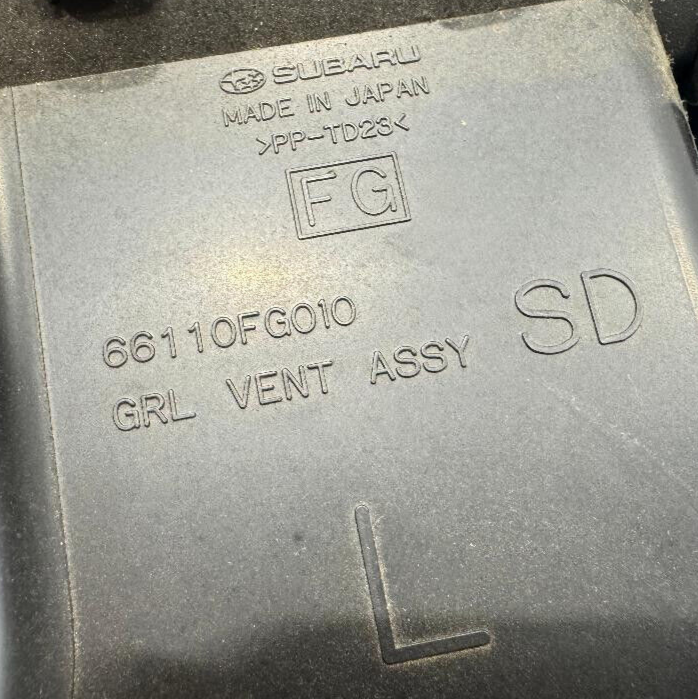 SUBARU
MADE IN JAPAN
>PP-TD23<
FG
66110FG010
SD
GRL VENT ASSY
L